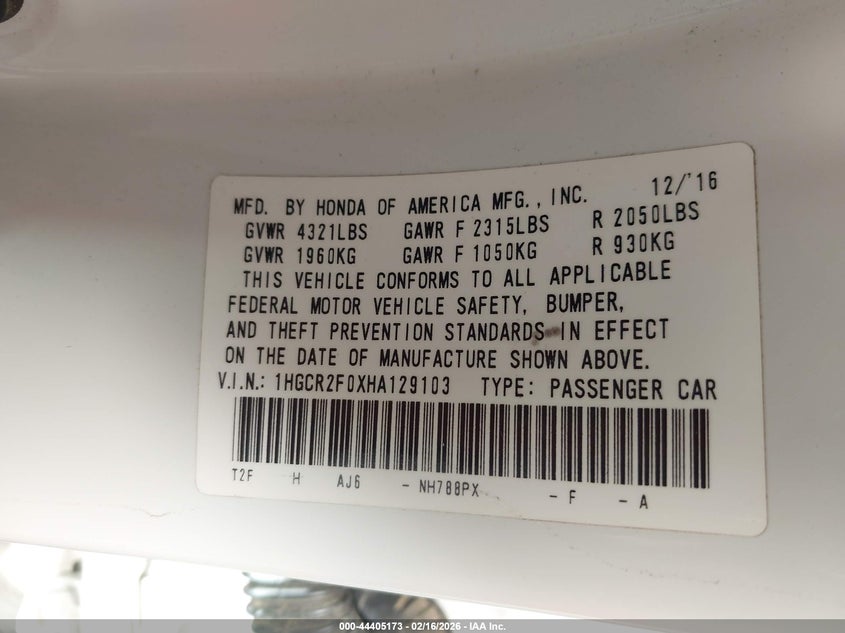 12/'16
MFD. BY HONDA OF AMERICA MFG., INC.
GVWR 4321LBS GAWR F 2315LBS R 2050LBS
GVWR 1960KG GAWR F 1050KG R 930KG
THIS VEHICLE CONFORMS TO ALL APPLICABLE
FEDERAL MOTOR VEHICLE SAFETY, BUMPER,
AND THEFT PREVENTION STANDARDS IN EFFECT
ON THE DATE OF MANUFACTURE SHOWN ABOVE.
V.I.N.: 1HGCR2F0XHA129103 TYPE: PASSENGER CAR
T2F H AJ6 - NH788PX - F - A
000-44405173 - 02/16/2026 - IAA Inc.